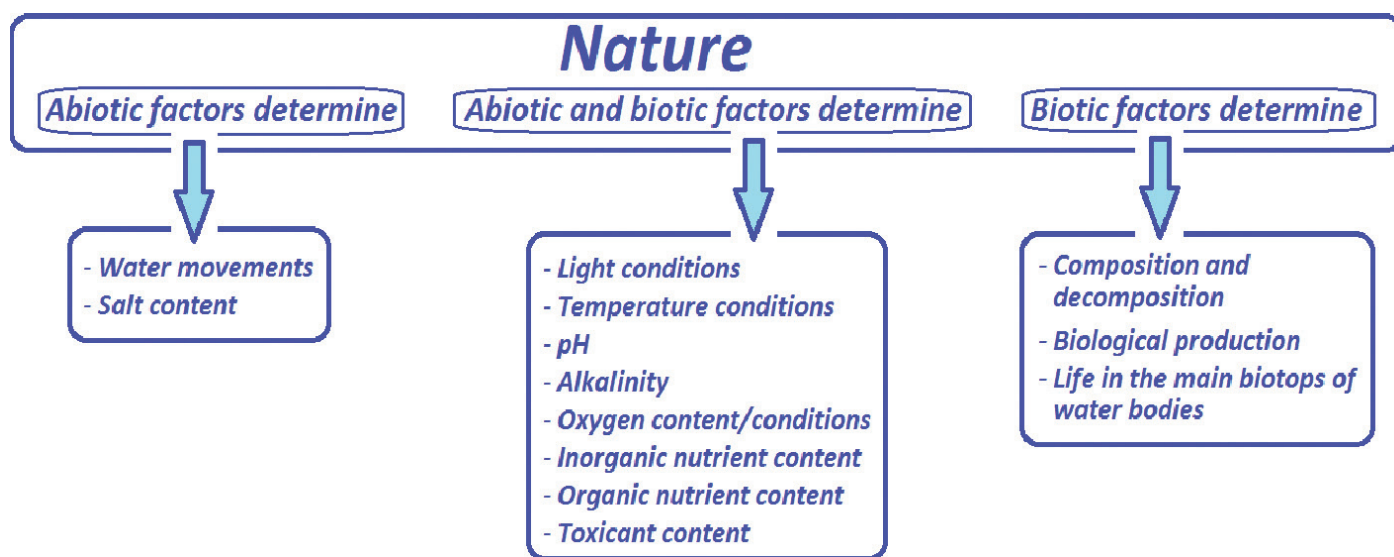 Nature
Abiotic factors determine
Abiotic and biotic factors determine
Biotic factors determine
- Water movements
- Salt content
- Light conditions
- Temperature conditions
- pH
- Alkalinity
- Oxygen content/conditions
- Inorganic nutrient content
- Organic nutrient content
- Toxicant content
- Composition and
decomposition
- Biological production
- Life in the main biotops of
water bodies